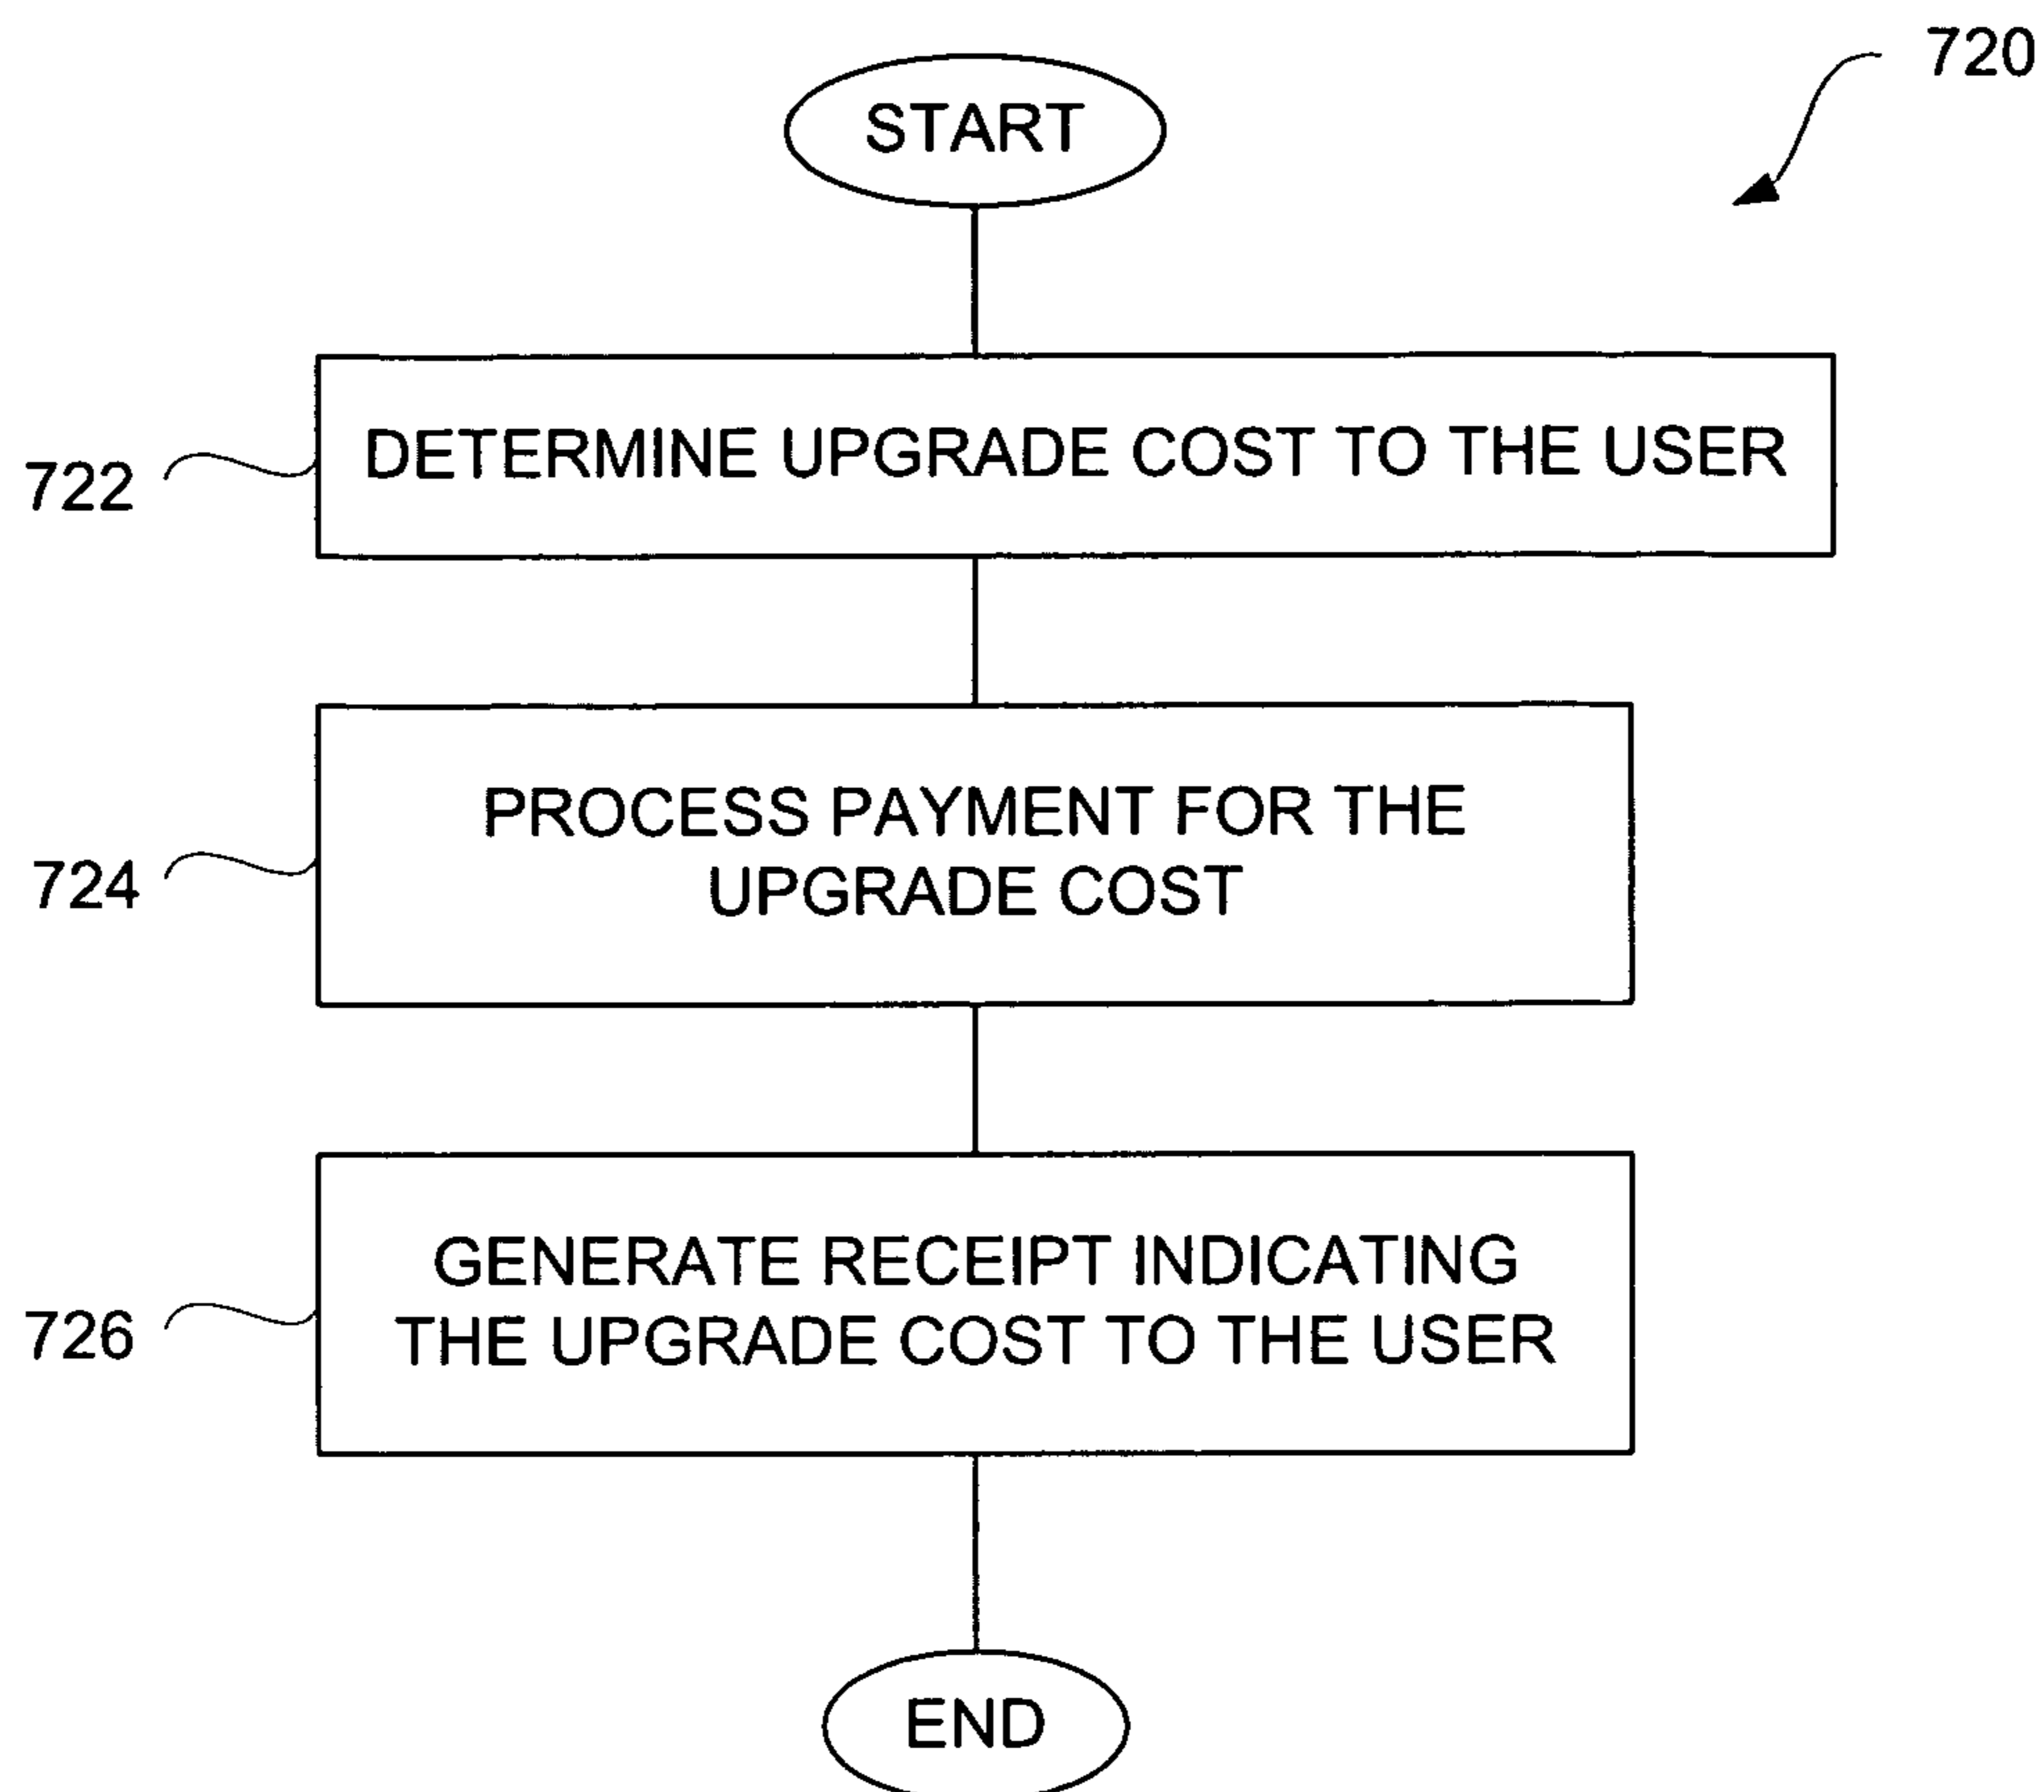 720
START
722
DETERMINE UPGRADE COST TO THE USER
724
PROCESS PAYMENT FOR THE
UPGRADE COST
726
GENERATE RECEIPT INDICATING
THE UPGRADE COST TO THE USER
END